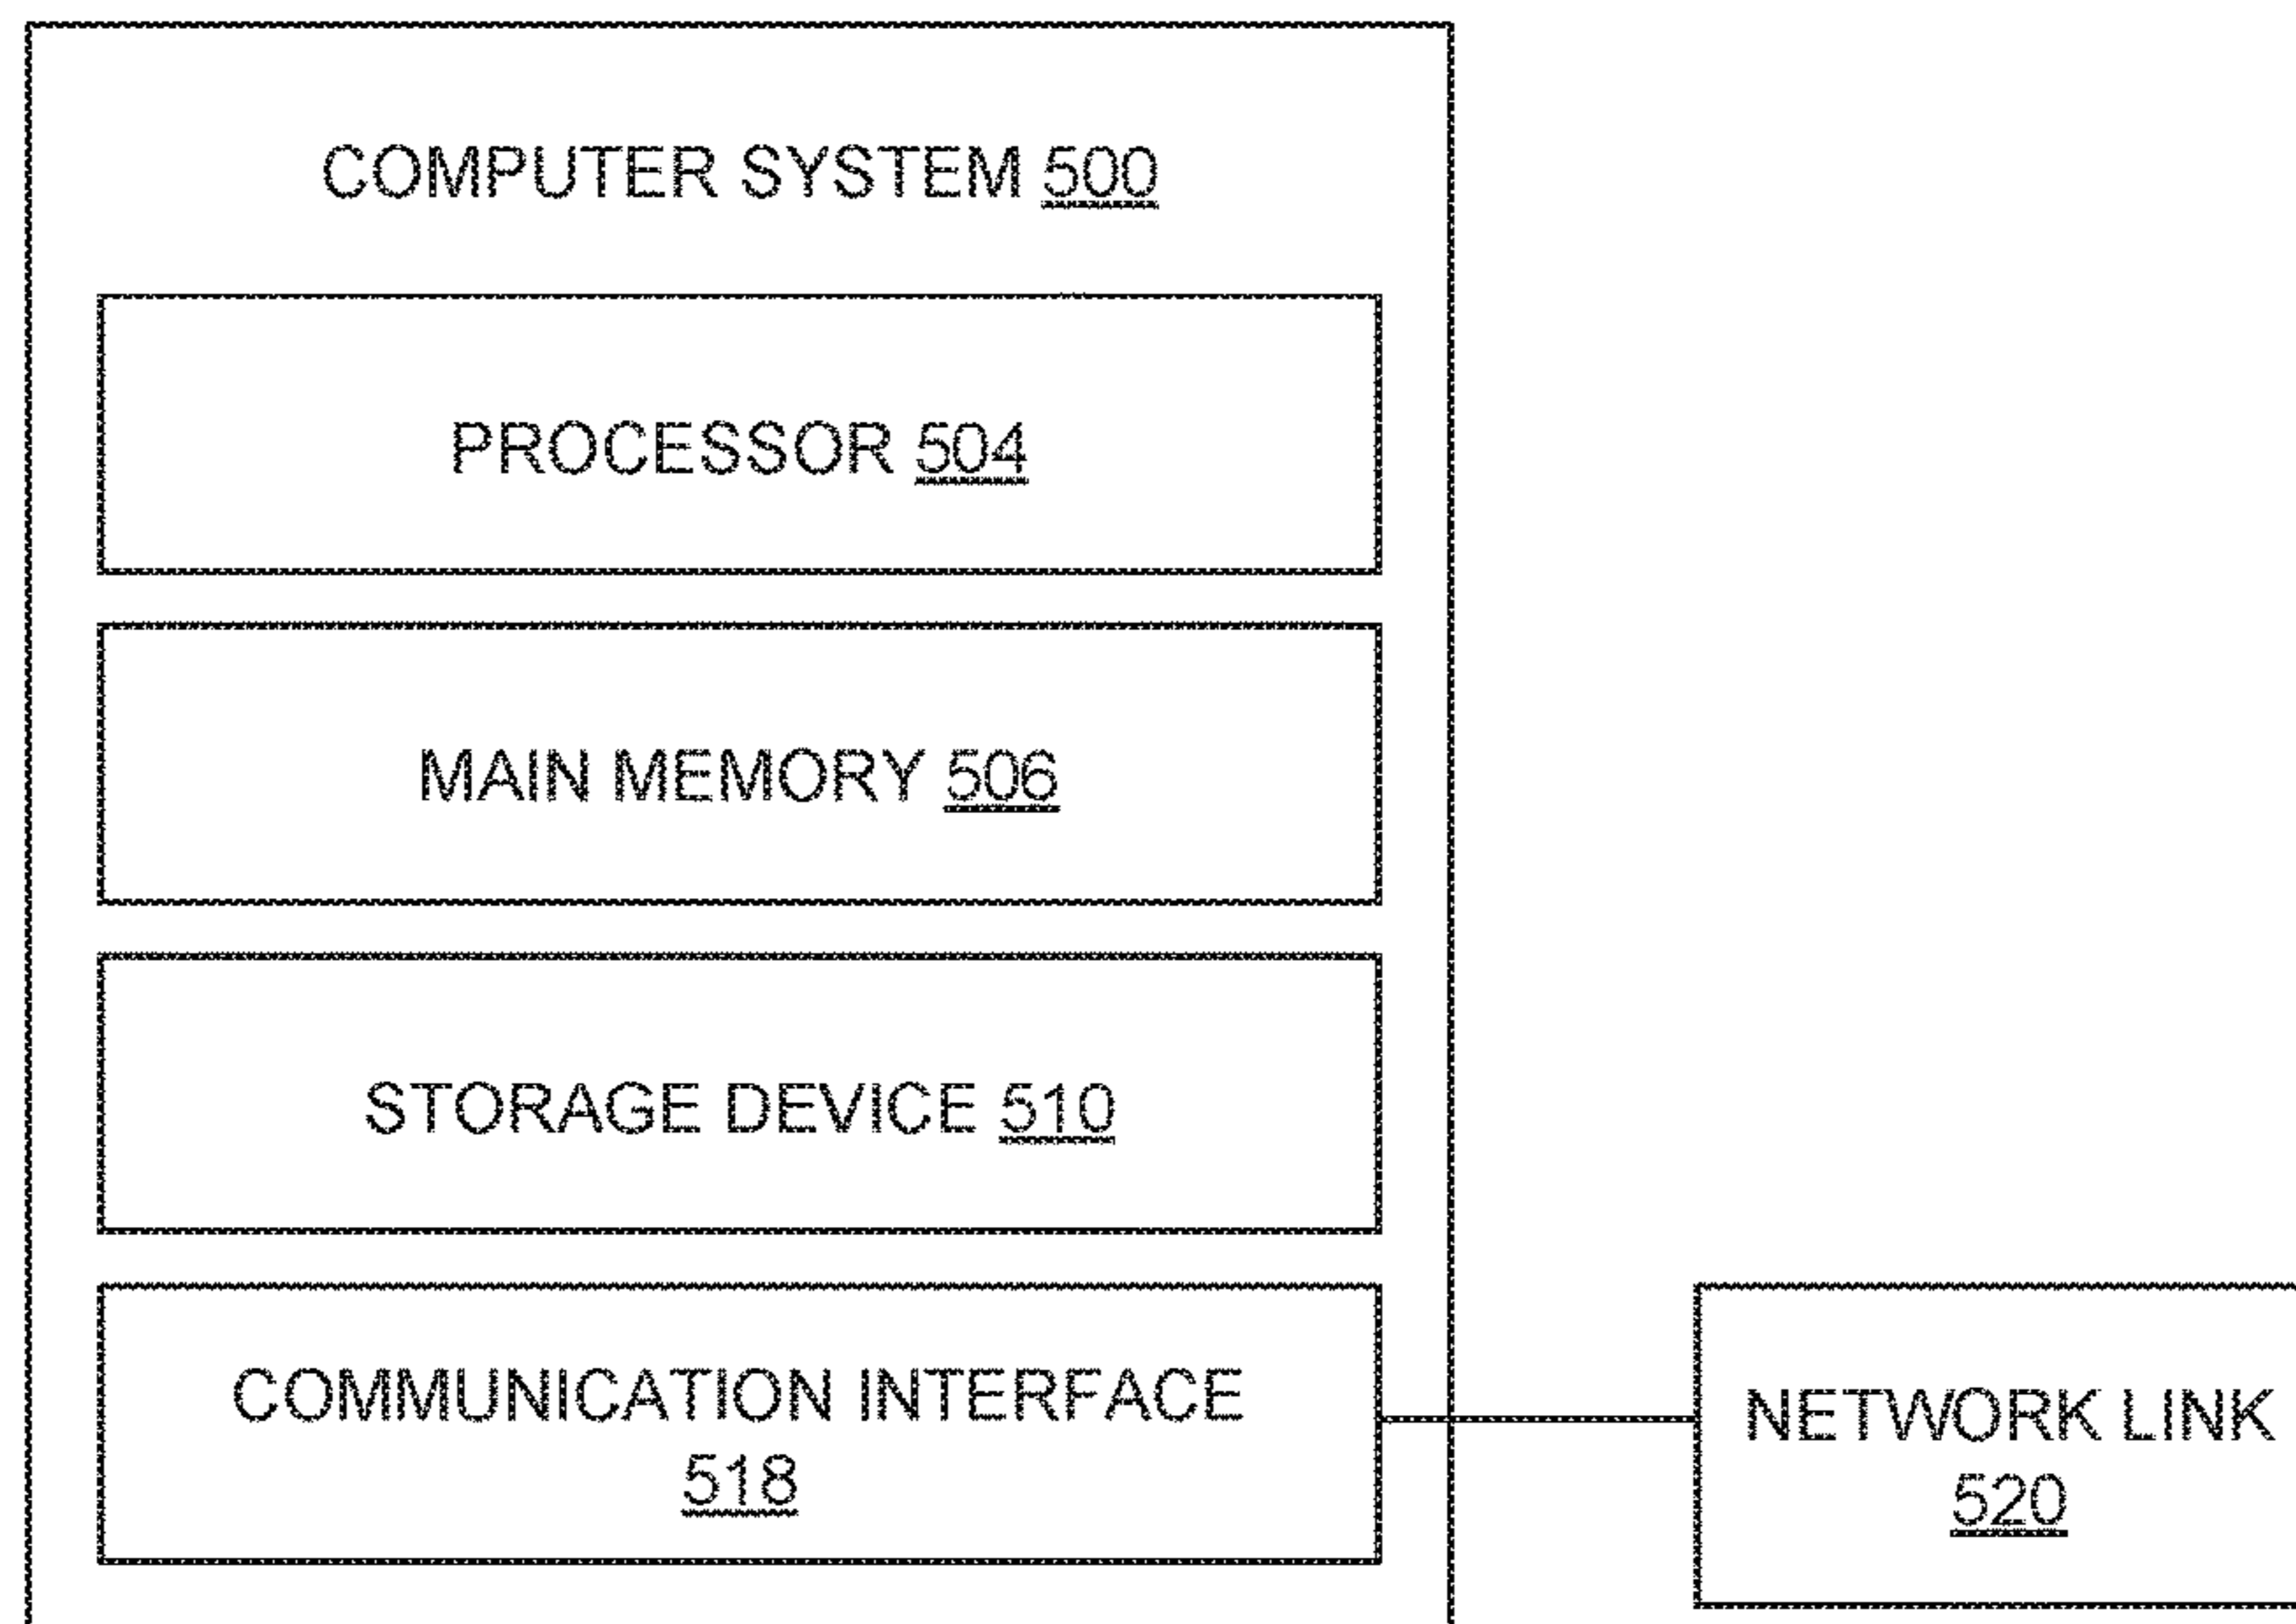 COMPUTER SYSTEM 500
PROCESSOR 504
MAIN MEMORY 506
STORAGE DEVICE 510
COMMUNICATION INTERFACE
518
NETWORK LINK
520